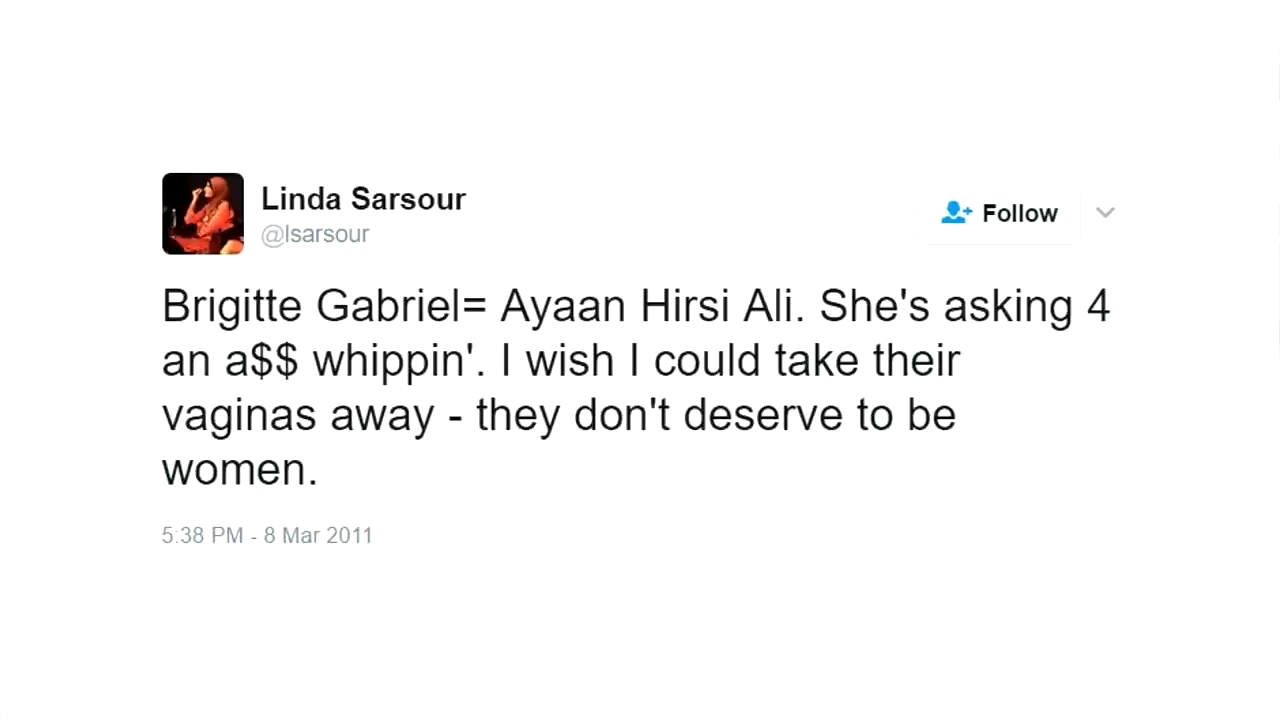 Linda Sarsour
@lsarsour
Follow
Brigitte Gabriel= Ayaan Hirsi Ali. She's asking 4
an a$$ whippin'. I wish I could take their
vaginas away - they don't deserve to be
women.
5:38 PM - 8 Mar 2011